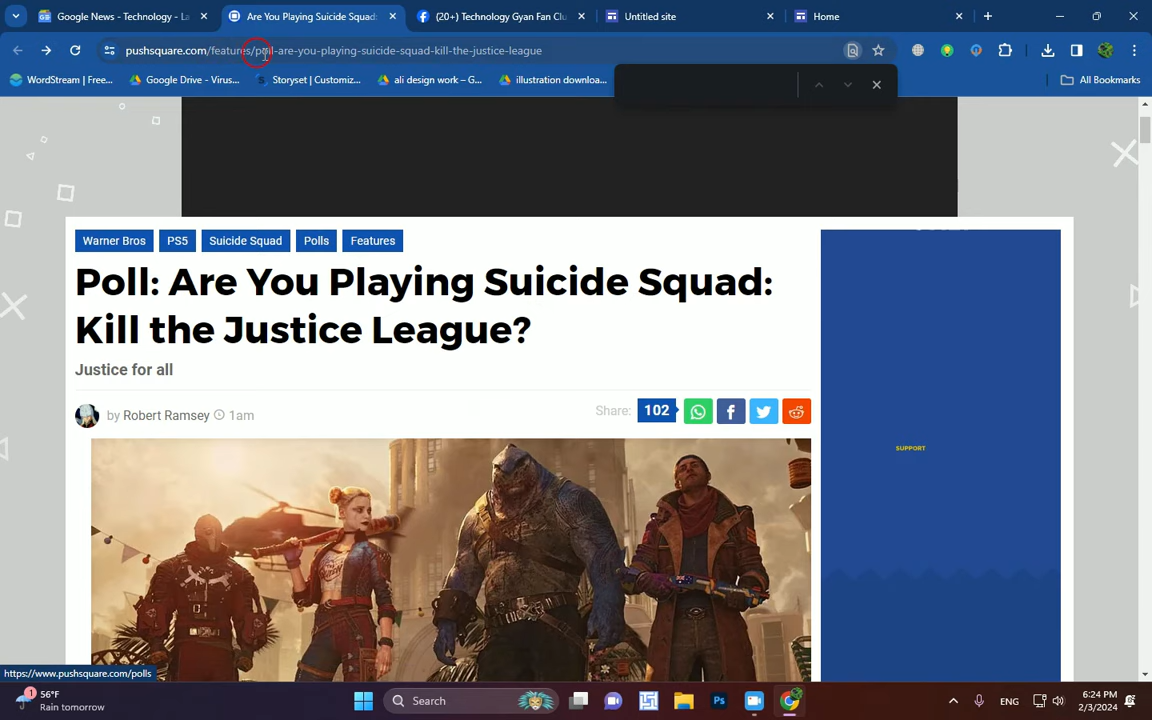 Google News - Technology - La
Are You Playing Suicide Squad:
(20+) Technology Gyan Fan Clu
Untitled site
Home
pushsquare.com/features/poll-are-you-playing-suicide-squad-kill-the-justice-league
WordStream | Free...
Google Drive - Virus...
Storyset | Customiz...
ali design work – G...
illustration downloa...
All Bookmarks
Warner Bros
PS5
Suicide Squad
Polls
Features
Poll: Are You Playing Suicide Squad:
Kill the Justice League?
Justice for all
by Robert Ramsey 1am
Share: 102
SUPPORT
https://www.pushsquare.com/polls
1
56°F
Rain tomorrow
Search
Ps
ENG
6:24 PM
2/3/2024